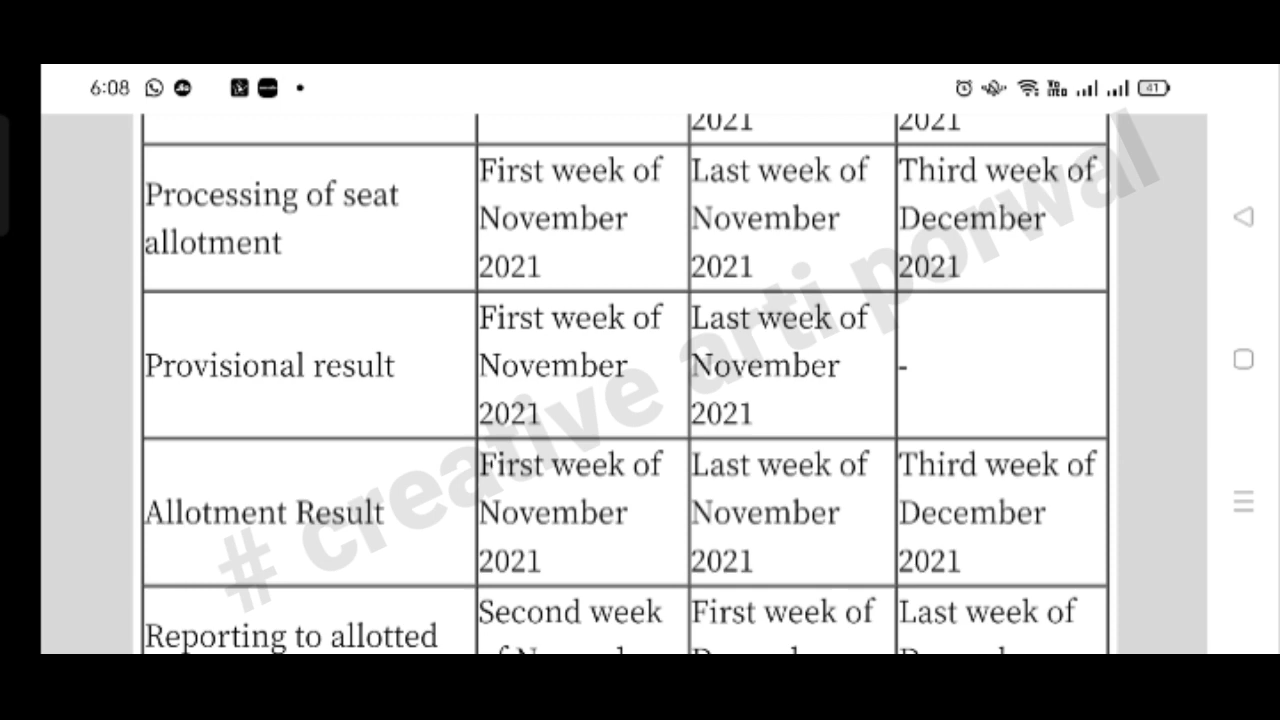 6:08
41
2021
2021
Processing of seat
allotment
First week of
November
2021
Last week of
November
2021
Third week of
December
2021
Provisional result
First week of
November
2021
Last week of
November
2021
-
Allotment Result
First week of
November
2021
Last week of
November
2021
Third week of
December
2021
Reporting to allotted
Second week
First week of
Last week of
# creative arti porwal